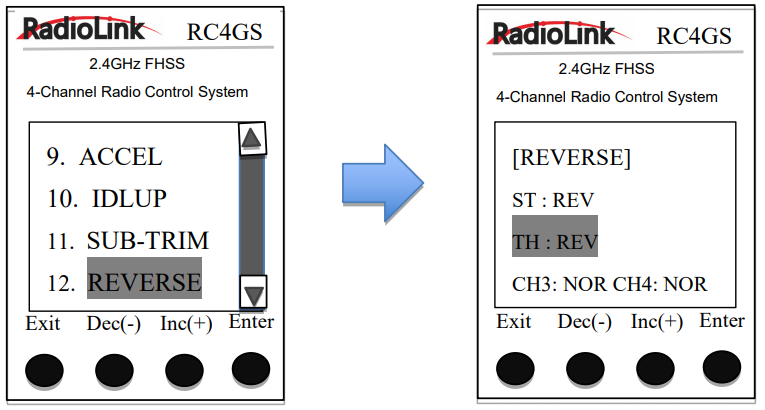 RadioLink RC4GS
2.4GHz FHSS
4-Channel Radio Control System
9. ACCEL
10. IDLUP
11. SUB-TRIM
12. REVERSE
Exit Dec(-) Inc(+) Enter
RadioLink RC4GS
2.4GHz FHSS
4-Channel Radio Control System
[REVERSE]
ST : REV
TH : REV
CH3: NOR CH4: NOR
Exit Dec(-) Inc(+) Enter